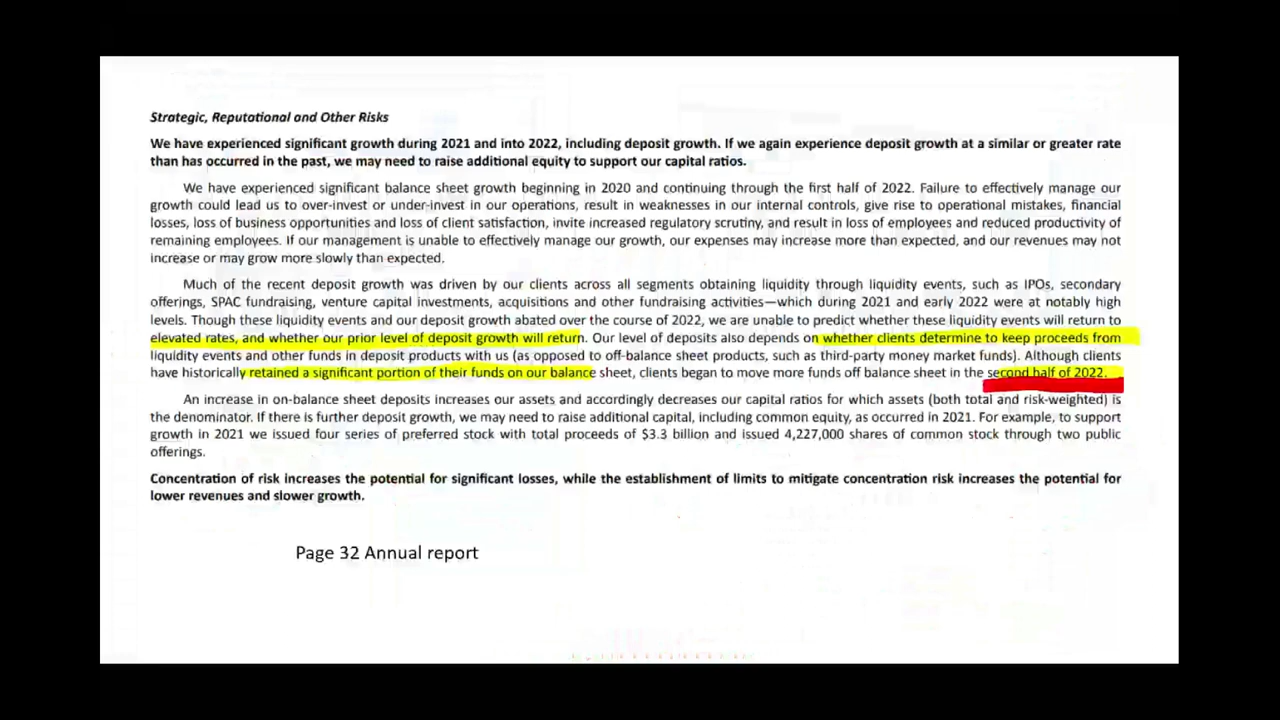 Strategic, Reputational and Other Risks
We have experienced significant growth during 2021 and into 2022, including deposit growth. If we again experience deposit growth at a similar or greater rate
than has occurred in the past, we may need to raise additional equity to support our capital ratios.
We have experienced significant balance sheet growth beginning in 2020 and continuing through the first half of 2022. Failure to effectively manage our
growth could lead us to over-invest or under-invest in our operations, result in weaknesses in our internal controls, give rise to operational mistakes, financial
losses, loss of business opportunities and loss of client satisfaction, invite increased regulatory scrutiny, and result in loss of employees and reduced productivity of
remaining employees. If our management is unable to effectively manage our growth, our expenses may increase more than expected, and our revenues may not
increase or may grow more slowly than expected.
Much of the recent deposit growth was driven by our clients across all segments obtaining liquidity through liquidity events, such as IPOs, secondary
offerings, SPAC fundraising, venture capital investments, acquisitions and other fundraising activities—which during 2021 and early 2022 were at notably high
levels. Though these liquidity events and our deposit growth abated over the course of 2022, we are unable to predict whether these liquidity events will return to
elevated rates, and whether our prior level of deposit growth will return. Our level of deposits also depends on whether clients determine to keep proceeds from
liquidity events and other funds in deposit products with us (as opposed to off-balance sheet products, such as third-party money market funds). Although clients
have historically retained a significant portion of their funds on our balance sheet, clients began to move more funds off balance sheet in the second half of 2022.
An increase in on-balance sheet deposits increases our assets and accordingly decreases our capital ratios for which assets (both total and risk-weighted) is
the denominator. If there is further deposit growth, we may need to raise additional capital, including common equity, as occurred in 2021. For example, to support
growth in 2021 we issued four series of preferred stock with total proceeds of $3.3 billion and issued 4,227,000 shares of common stock through two public
offerings.
Concentration of risk increases the potential for significant losses, while the establishment of limits to mitigate concentration risk increases the potential for
lower revenues and slower growth.
Page 32 Annual report